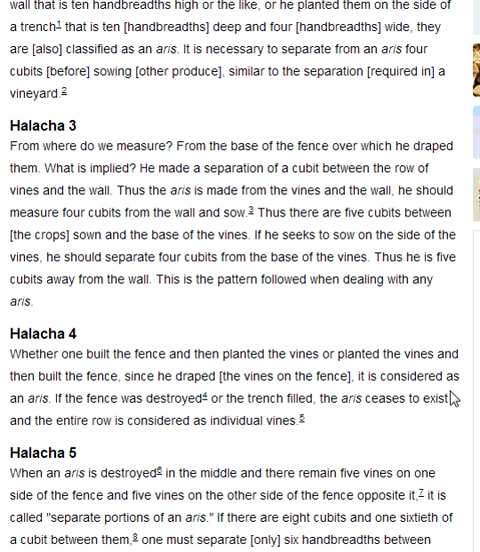 wall that is ten handbreadths high or the like, or he planted them on the side of
a trench1 that is ten [handbreadths] deep and four [handbreadths] wide, they
are [also] classified as an aris. It is necessary to separate from an aris four
cubits [before] sowing [other produce], similar to the separation [required in] a
vineyard.2
Halacha 3
From where do we measure? From the base of the fence over which he draped
them. What is implied? He made a separation of a cubit between the row of
vines and the wall. Thus the aris is made from the vines and the wall, he should
measure four cubits from the wall and sow.3 Thus there are five cubits between
[the crops] sown and the base of the vines. If he seeks to sow on the side of the
vines, he should separate four cubits from the base of the vines. Thus he is five
cubits away from the wall. This is the pattern followed when dealing with any
aris.
Halacha 4
Whether one built the fence and then planted the vines or planted the vines and
then built the fence, since he draped [the vines on the fence], it is considered as
an aris. If the fence was destroyed4 or the trench filled, the aris ceases to exist
and the entire row is considered as individual vines.5
Halacha 5
When an aris is destroyed6 in the middle and there remain five vines on one
side of the fence and five vines on the other side of the fence opposite it,7 it is
called "separate portions of an aris." If there are eight cubits and one sixtieth of
a cubit between them,8 one must separate [only] six handbreadths between